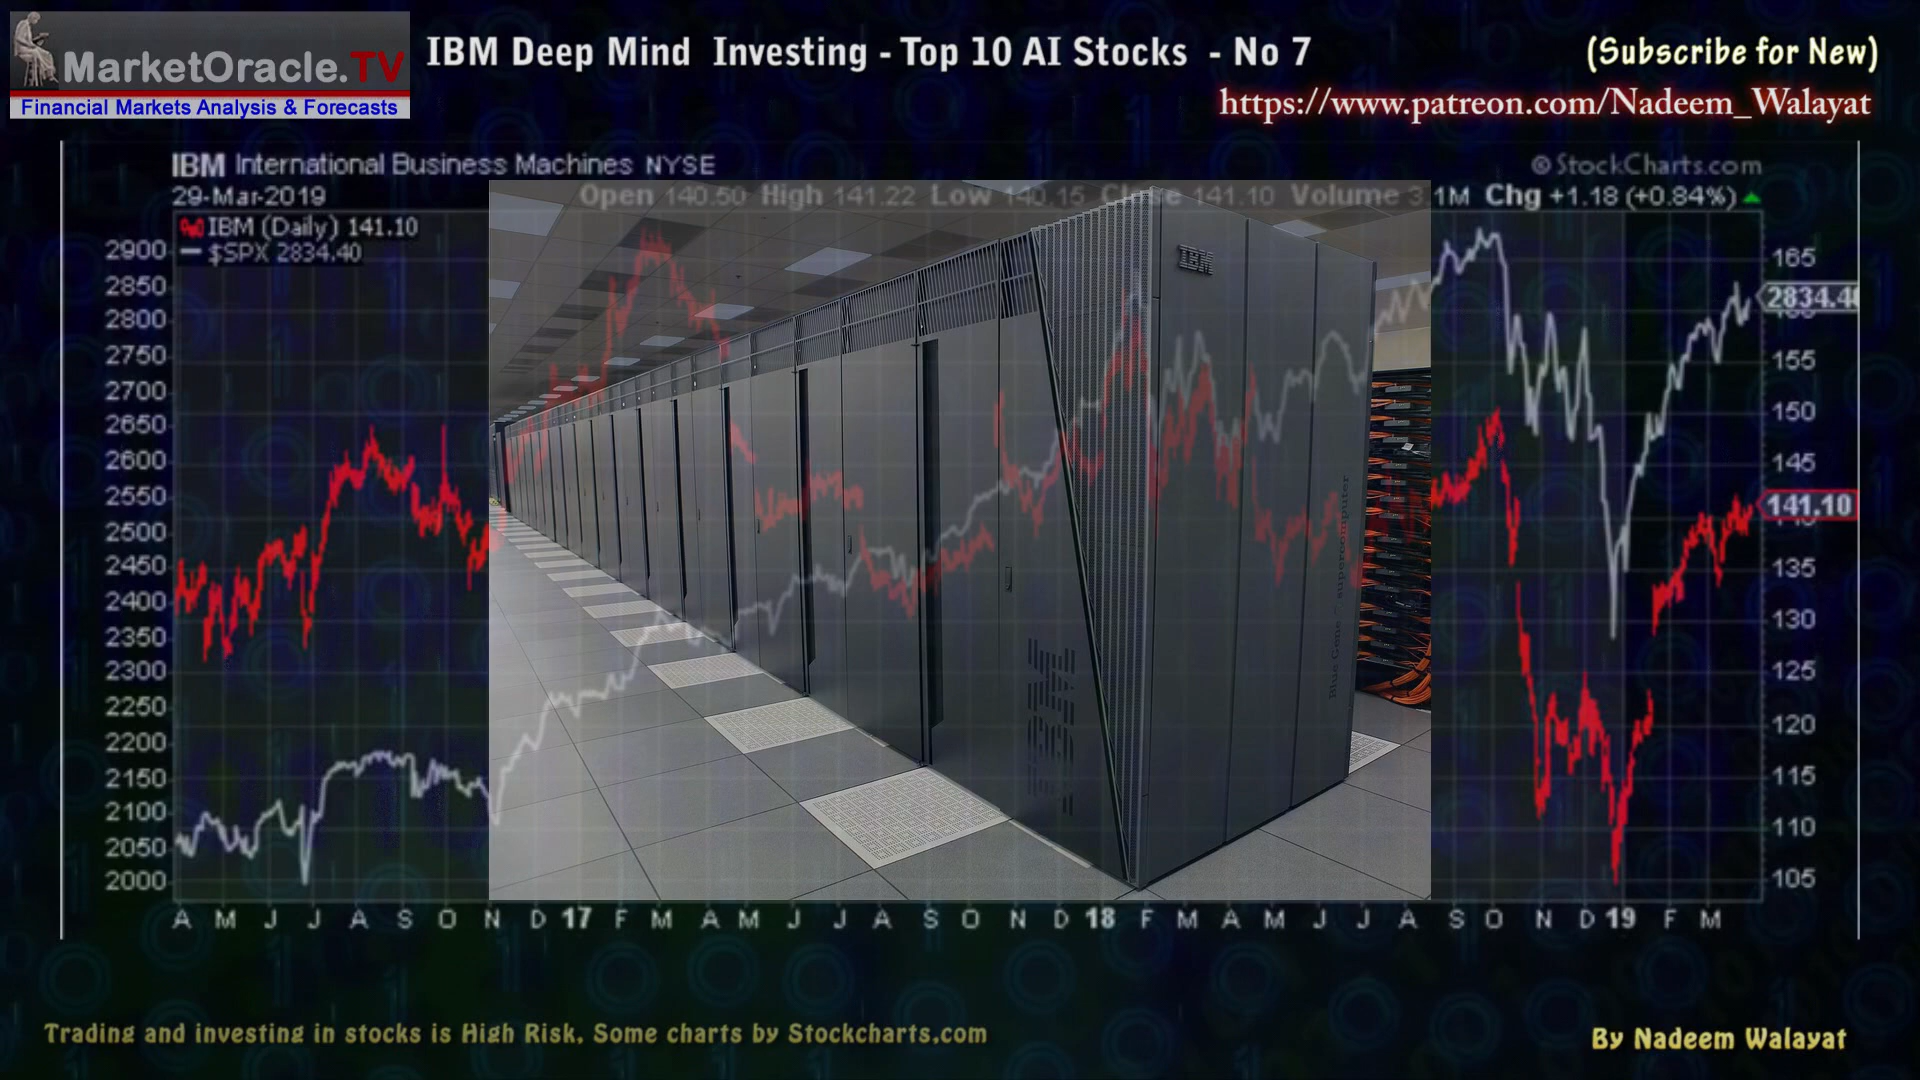 MarketOracle.TV
Financial Markets Analysis & Forecasts
IBM Deep Mind Investing - Top 10 AI Stocks - No 7
(Subscribe for New)
https://www.patreon.com/Nadeem_Walayat
IBM International Business Machines NYSE
© StockCharts.com
29-Mar-2019
Open 140.50 High 141.22 Low 140.15 Close 141.10 Volume 3.1M Chg +1.18 (+0.84%)
IBM (Daily) 141.10
$SPX 2834.40
2900
2850
2800
2750
2700
2650
2600
2550
2500
2450
2400
2350
2300
2250
2200
2150
2100
2050
2000
165
2834.40
155
150
145
141.10
135
130
125
120
115
110
105
IBM
IBM
Blue Gene supercomputer
A M J J A S O N D 17 F M A M J J A S O N D 18 F M A M J J A S O N D 19 F M
Trading and investing in stocks is High Risk, Some charts by Stockcharts.com
By Nadeem Walayat